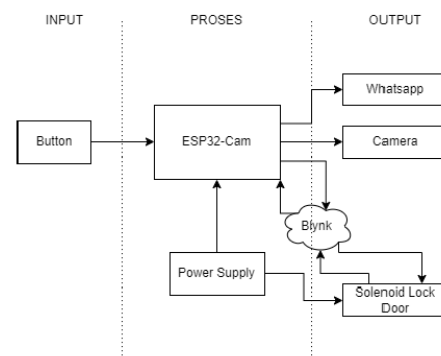 INPUT
PROSES
OUTPUT
Whatsapp
Button
ESP32-Cam
Camera
Blynk
Power Supply
Solenoid Lock
Door